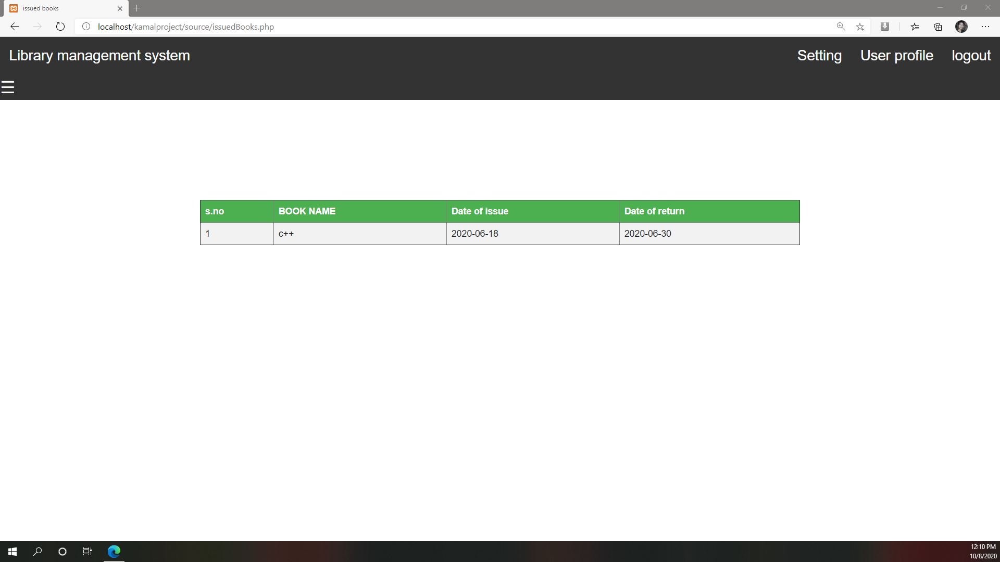 issued books
localhost/kamalproject/source/issuedBooks.php
Library management system Setting User profile logout
s.no BOOK NAME Date of issue Date of return
1 c++ 2020-06-18 2020-06-30
12:10 PM
10/8/2020